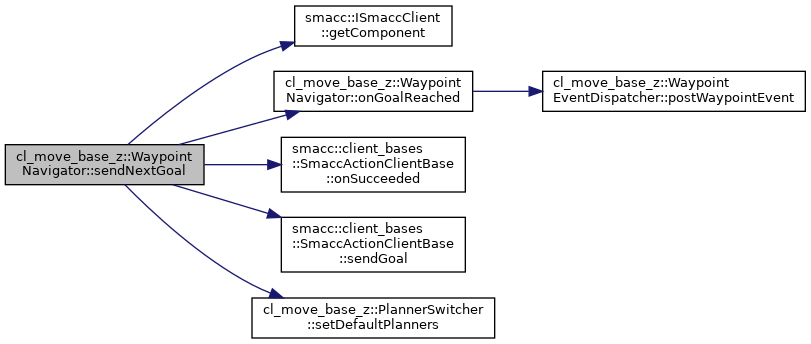 smacc::ISmaccClient
::getComponent
cl_move_base_z::Waypoint
Navigator::onGoalReached
cl_move_base_z::Waypoint
EventDispatcher::postWaypointEvent
cl_move_base_z::Waypoint
Navigator::sendNextGoal
smacc::client_bases
::SmaccActionClientBase
::onSucceeded
smacc::client_bases
::SmaccActionClientBase
::sendGoal
cl_move_base_z::PlannerSwitcher
::setDefaultPlanners